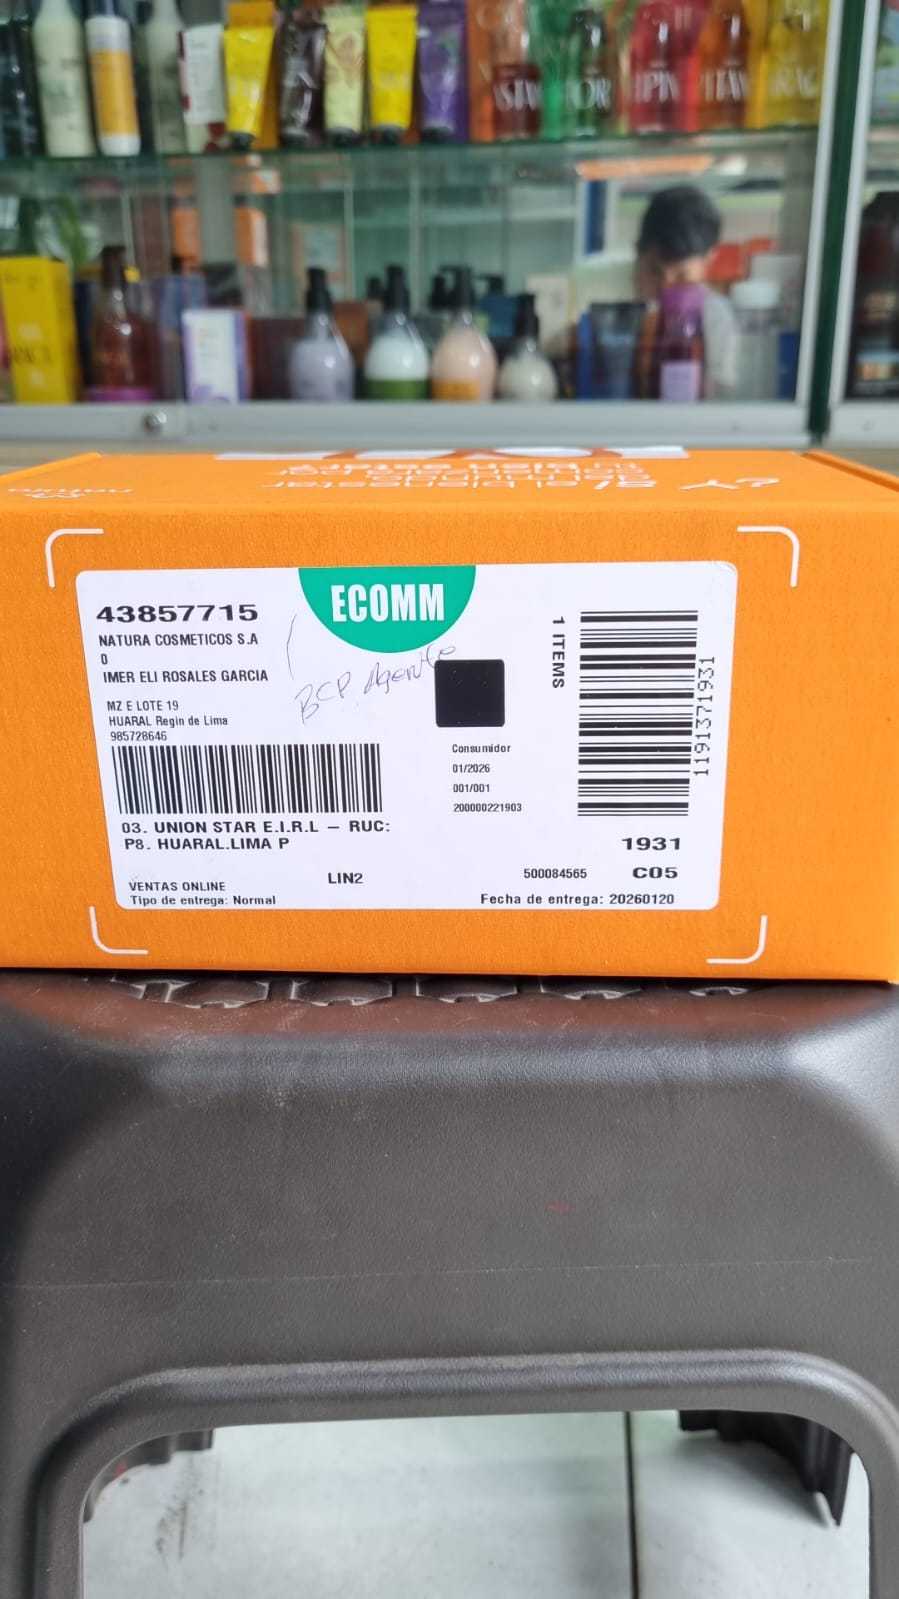 ECOMM
43857715
NATURA COSMETICOS S.A
0
IMER ELI ROSALES GARCIA
BCP Agente
MZ E LOTE 19
HUARAL Regin de Lima
985728646
1 ITEMS
1191371931
Consumidor
01/2026
001/001
200000221903
03. UNION STAR E.I.R.L – RUC:
P8. HUARAL.LIMA P
1931
LIN2
500084565
C05
VENTAS ONLINE
Tipo de entrega: Normal
Fecha de entrega: 20260120